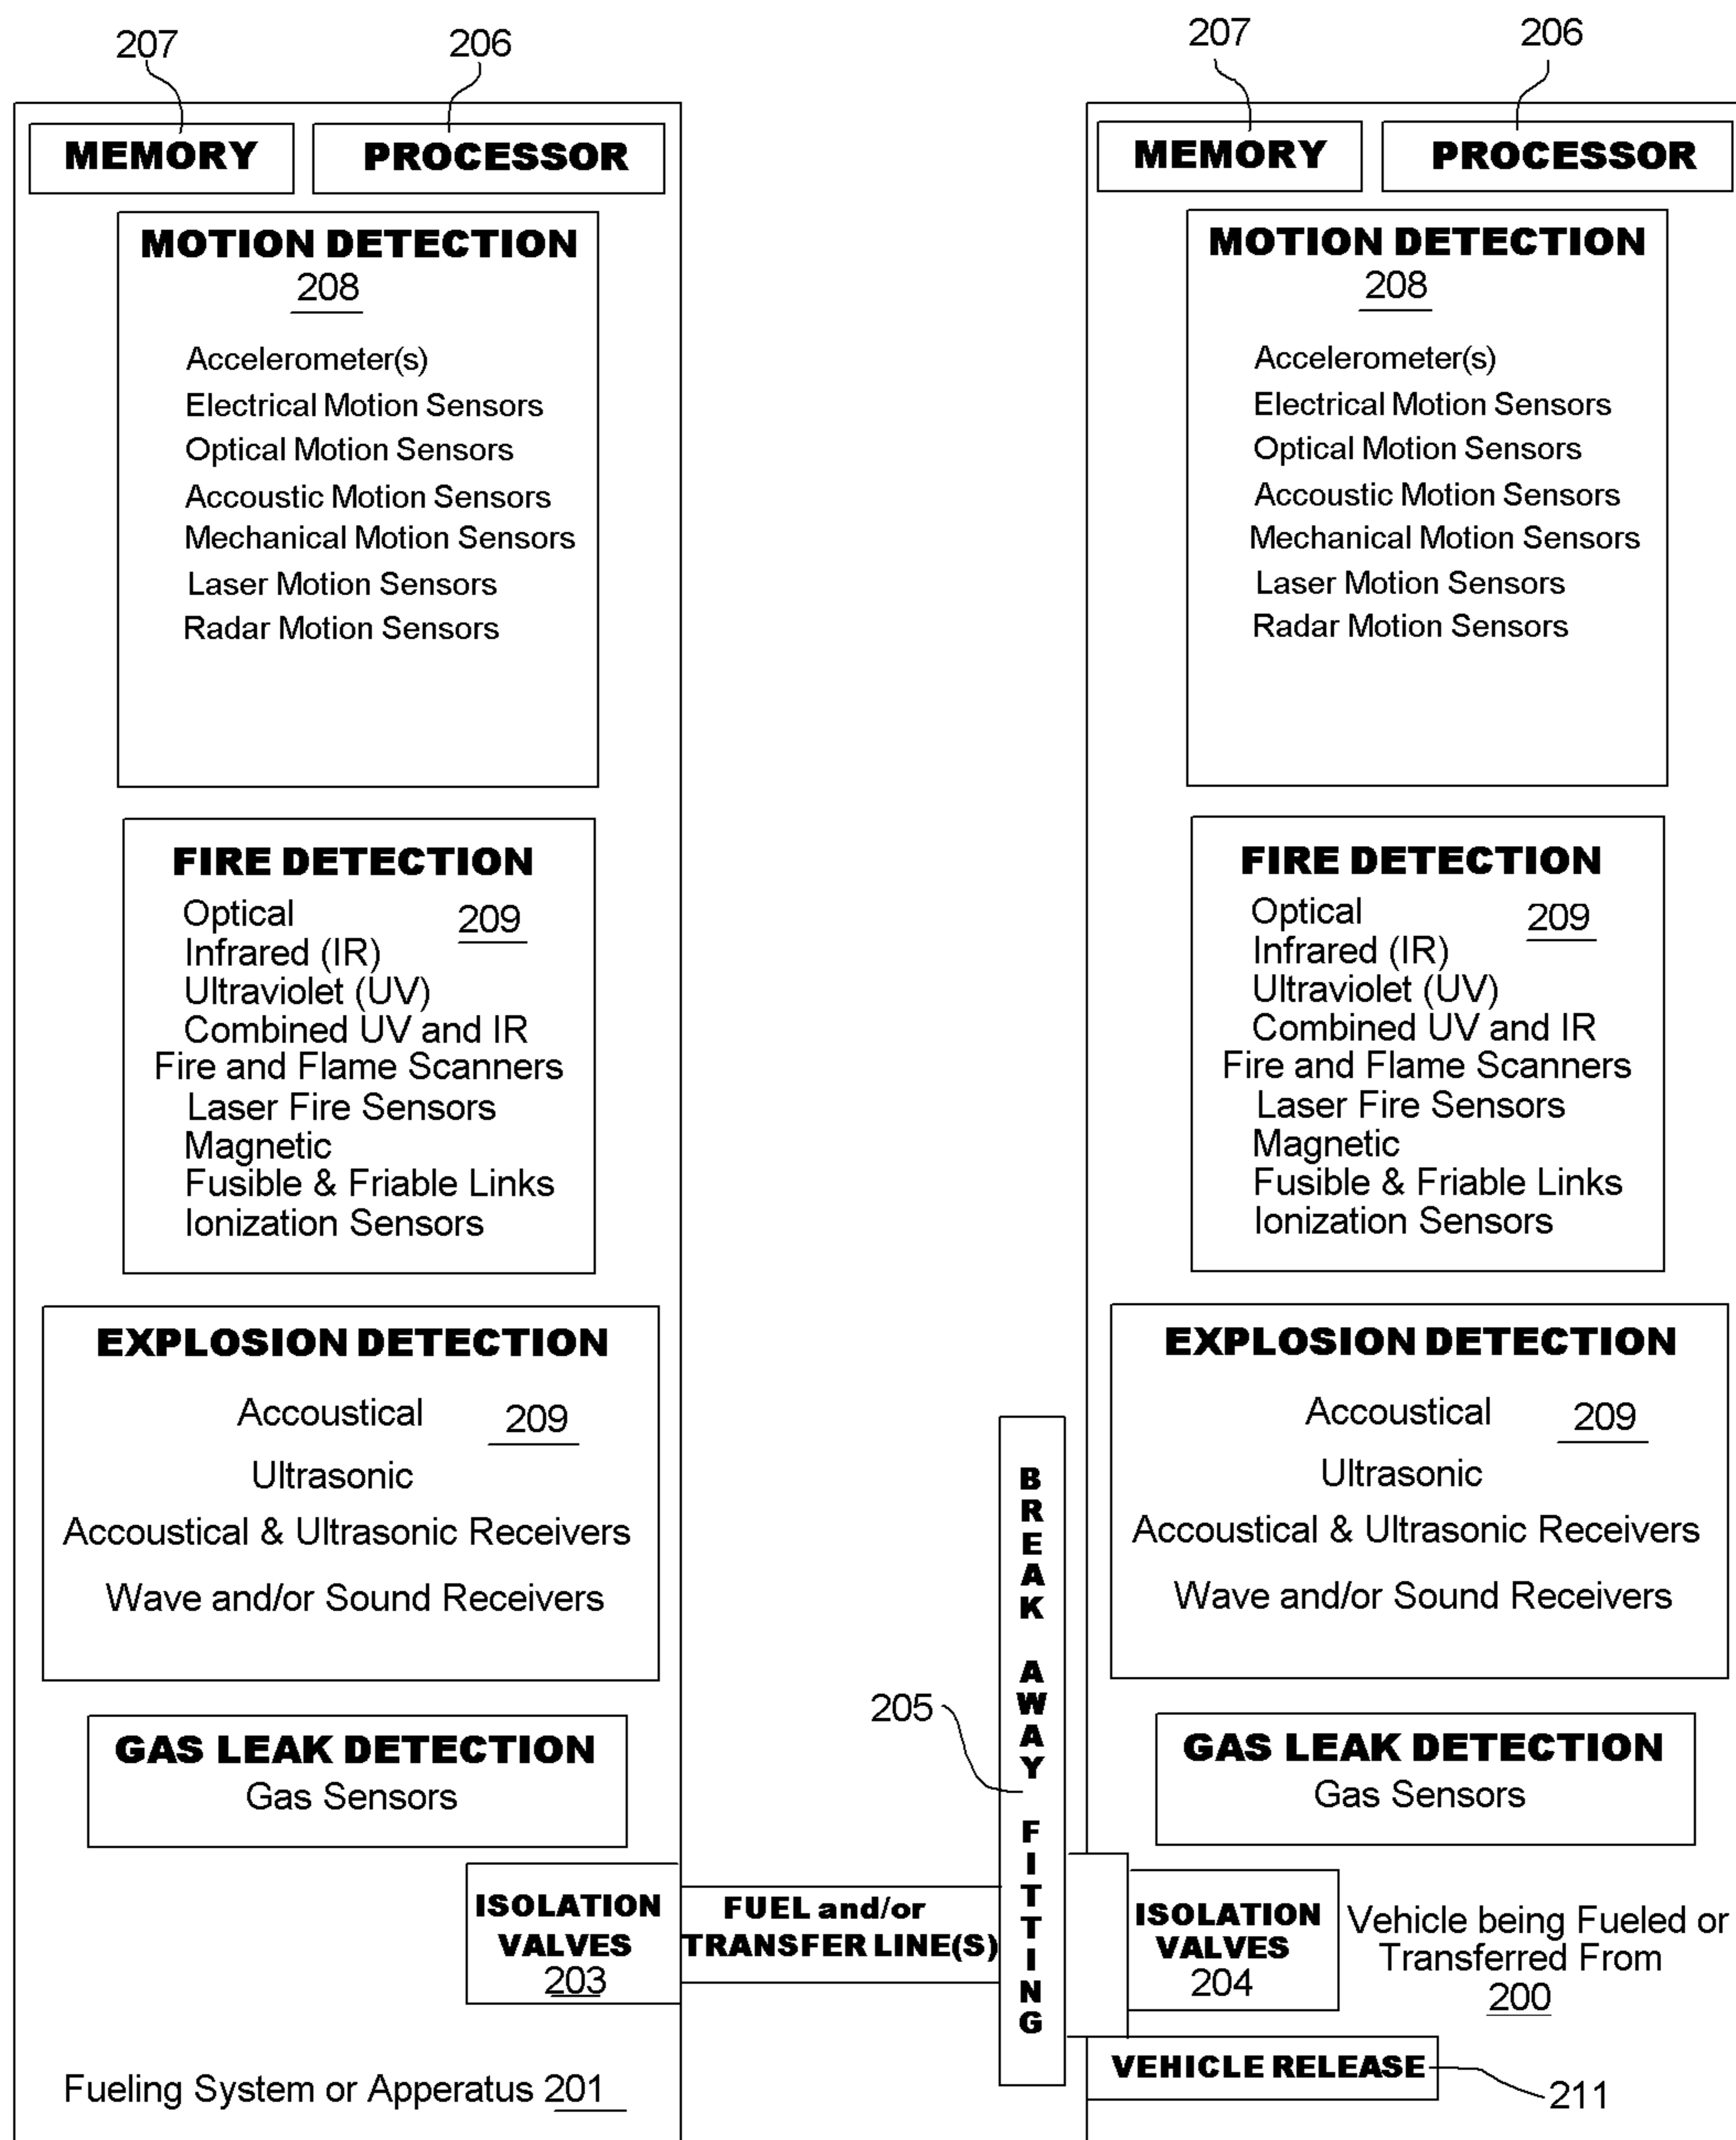 207
206
MEMORY
PROCESSOR
MOTION DETECTION
208
Accelerometer(s)
Electrical Motion Sensors
Optical Motion Sensors
Accoustic Motion Sensors
Mechanical Motion Sensors
Laser Motion Sensors
Radar Motion Sensors
FIRE DETECTION
Optical 209
Infrared (IR)
Ultraviolet (UV)
Combined UV and IR
Fire and Flame Scanners
Laser Fire Sensors
Magnetic
Fusible & Friable Links
Ionization Sensors
EXPLOSION DETECTION
Accoustical 209
Ultrasonic
Accoustical & Ultrasonic Receivers
Wave and/or Sound Receivers
GAS LEAK DETECTION
Gas Sensors
ISOLATION
VALVES
203
Fueling System or Apperatus 201
FUEL and/or
TRANSFER LINE(S)
205
BREAK AWAY FITTING
207
206
MEMORY
PROCESSOR
MOTION DETECTION
208
Accelerometer(s)
Electrical Motion Sensors
Optical Motion Sensors
Accoustic Motion Sensors
Mechanical Motion Sensors
Laser Motion Sensors
Radar Motion Sensors
FIRE DETECTION
Optical 209
Infrared (IR)
Ultraviolet (UV)
Combined UV and IR
Fire and Flame Scanners
Laser Fire Sensors
Magnetic
Fusible & Friable Links
Ionization Sensors
EXPLOSION DETECTION
Accoustical 209
Ultrasonic
Accoustical & Ultrasonic Receivers
Wave and/or Sound Receivers
GAS LEAK DETECTION
Gas Sensors
ISOLATION
VALVES
204
Vehicle being Fueled or
Transferred From
200
VEHICLE RELEASE
211